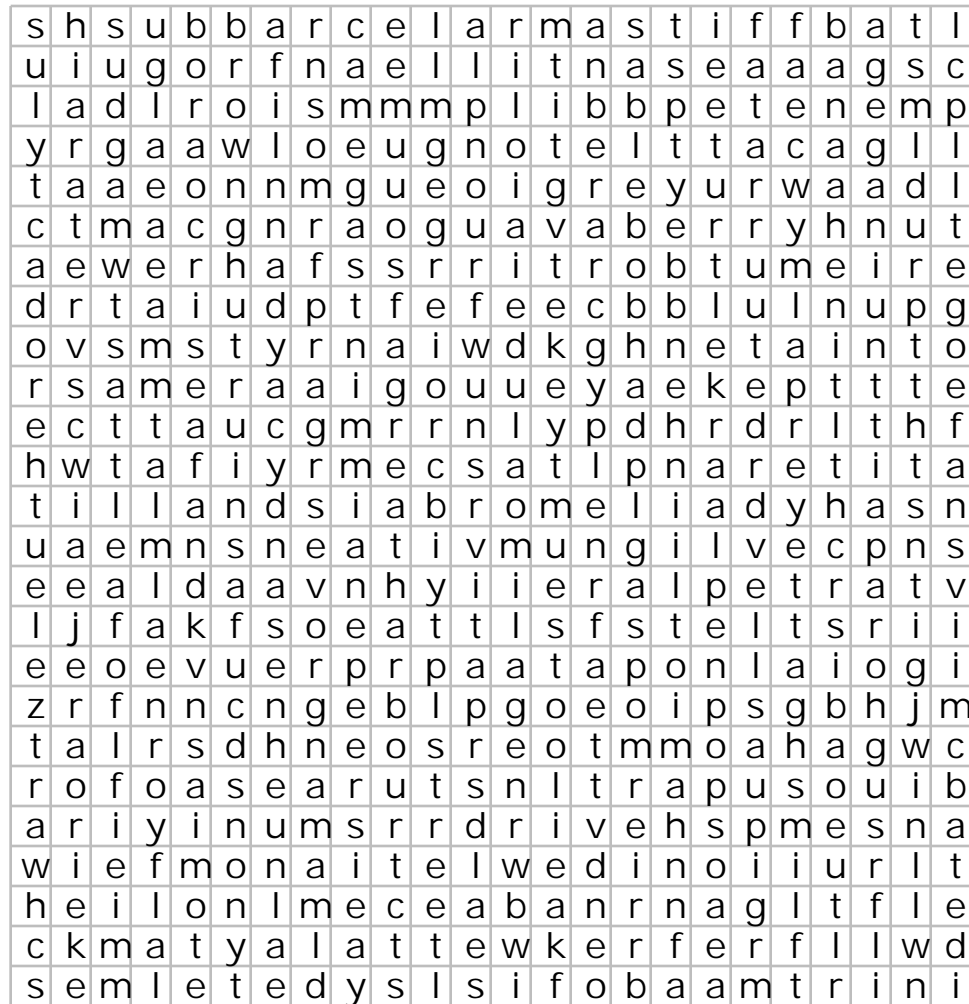 s h s u b b a r c e l a r m a s t i f f b a t l
u i u g o r f n a e l l i t n a s e a a a g s c
l a d l r o i s m m m p l i b b p e t e n e m p
y r g a a w l o e u g n o t e l t t a c a g l l
t a a e o n n m g u e o i g r e y u r w a a d l
c t m a c g n r a o g u a v a b e r r y h n u t
a e w e r h a f s s r r i t r o b t u m e i r e
d r t a i u d p t f e f e e c b b l u l n u p g
o v s m s t y r n a i w d k g h n e t a i n t o
r s a m e r a a i g o u u e y a e k e p t t t e
e c t t a u c g m r r n l y p d h r d r l t h f
h w t a f i y r m e c s a t l p n a r e t i t a
t i l l a n d s i a b r o m e l i a d y h a s n
u a e m n s n e a t i v m u n g i l v e c p n s
e e a l d a a v n h y i i e r a l p e t r a t v
l j f a k f s o e a t t l s f s t e l t s r i i
e e o e v u e r p r p a a t a p o n l a i o g i
z r f n n c n g e b l p g o e o i p s g b h j m
t a l r s d h n e o s r e o t m m o a h a g w c
r o f o a s e a r u t s n l t r a p u s o u i b
a r i y i n u m s r r d r i v e h s p m e s n a
w i e f m o n a i t e l w e d i n o i i u r l t
h e i l o n l m e c e a b a n r n a g l t f l e
c k m a t y a l a t t e w k e r f e r f l l w d
s e m l e t e d y s l s i f o b a a m t r i n i